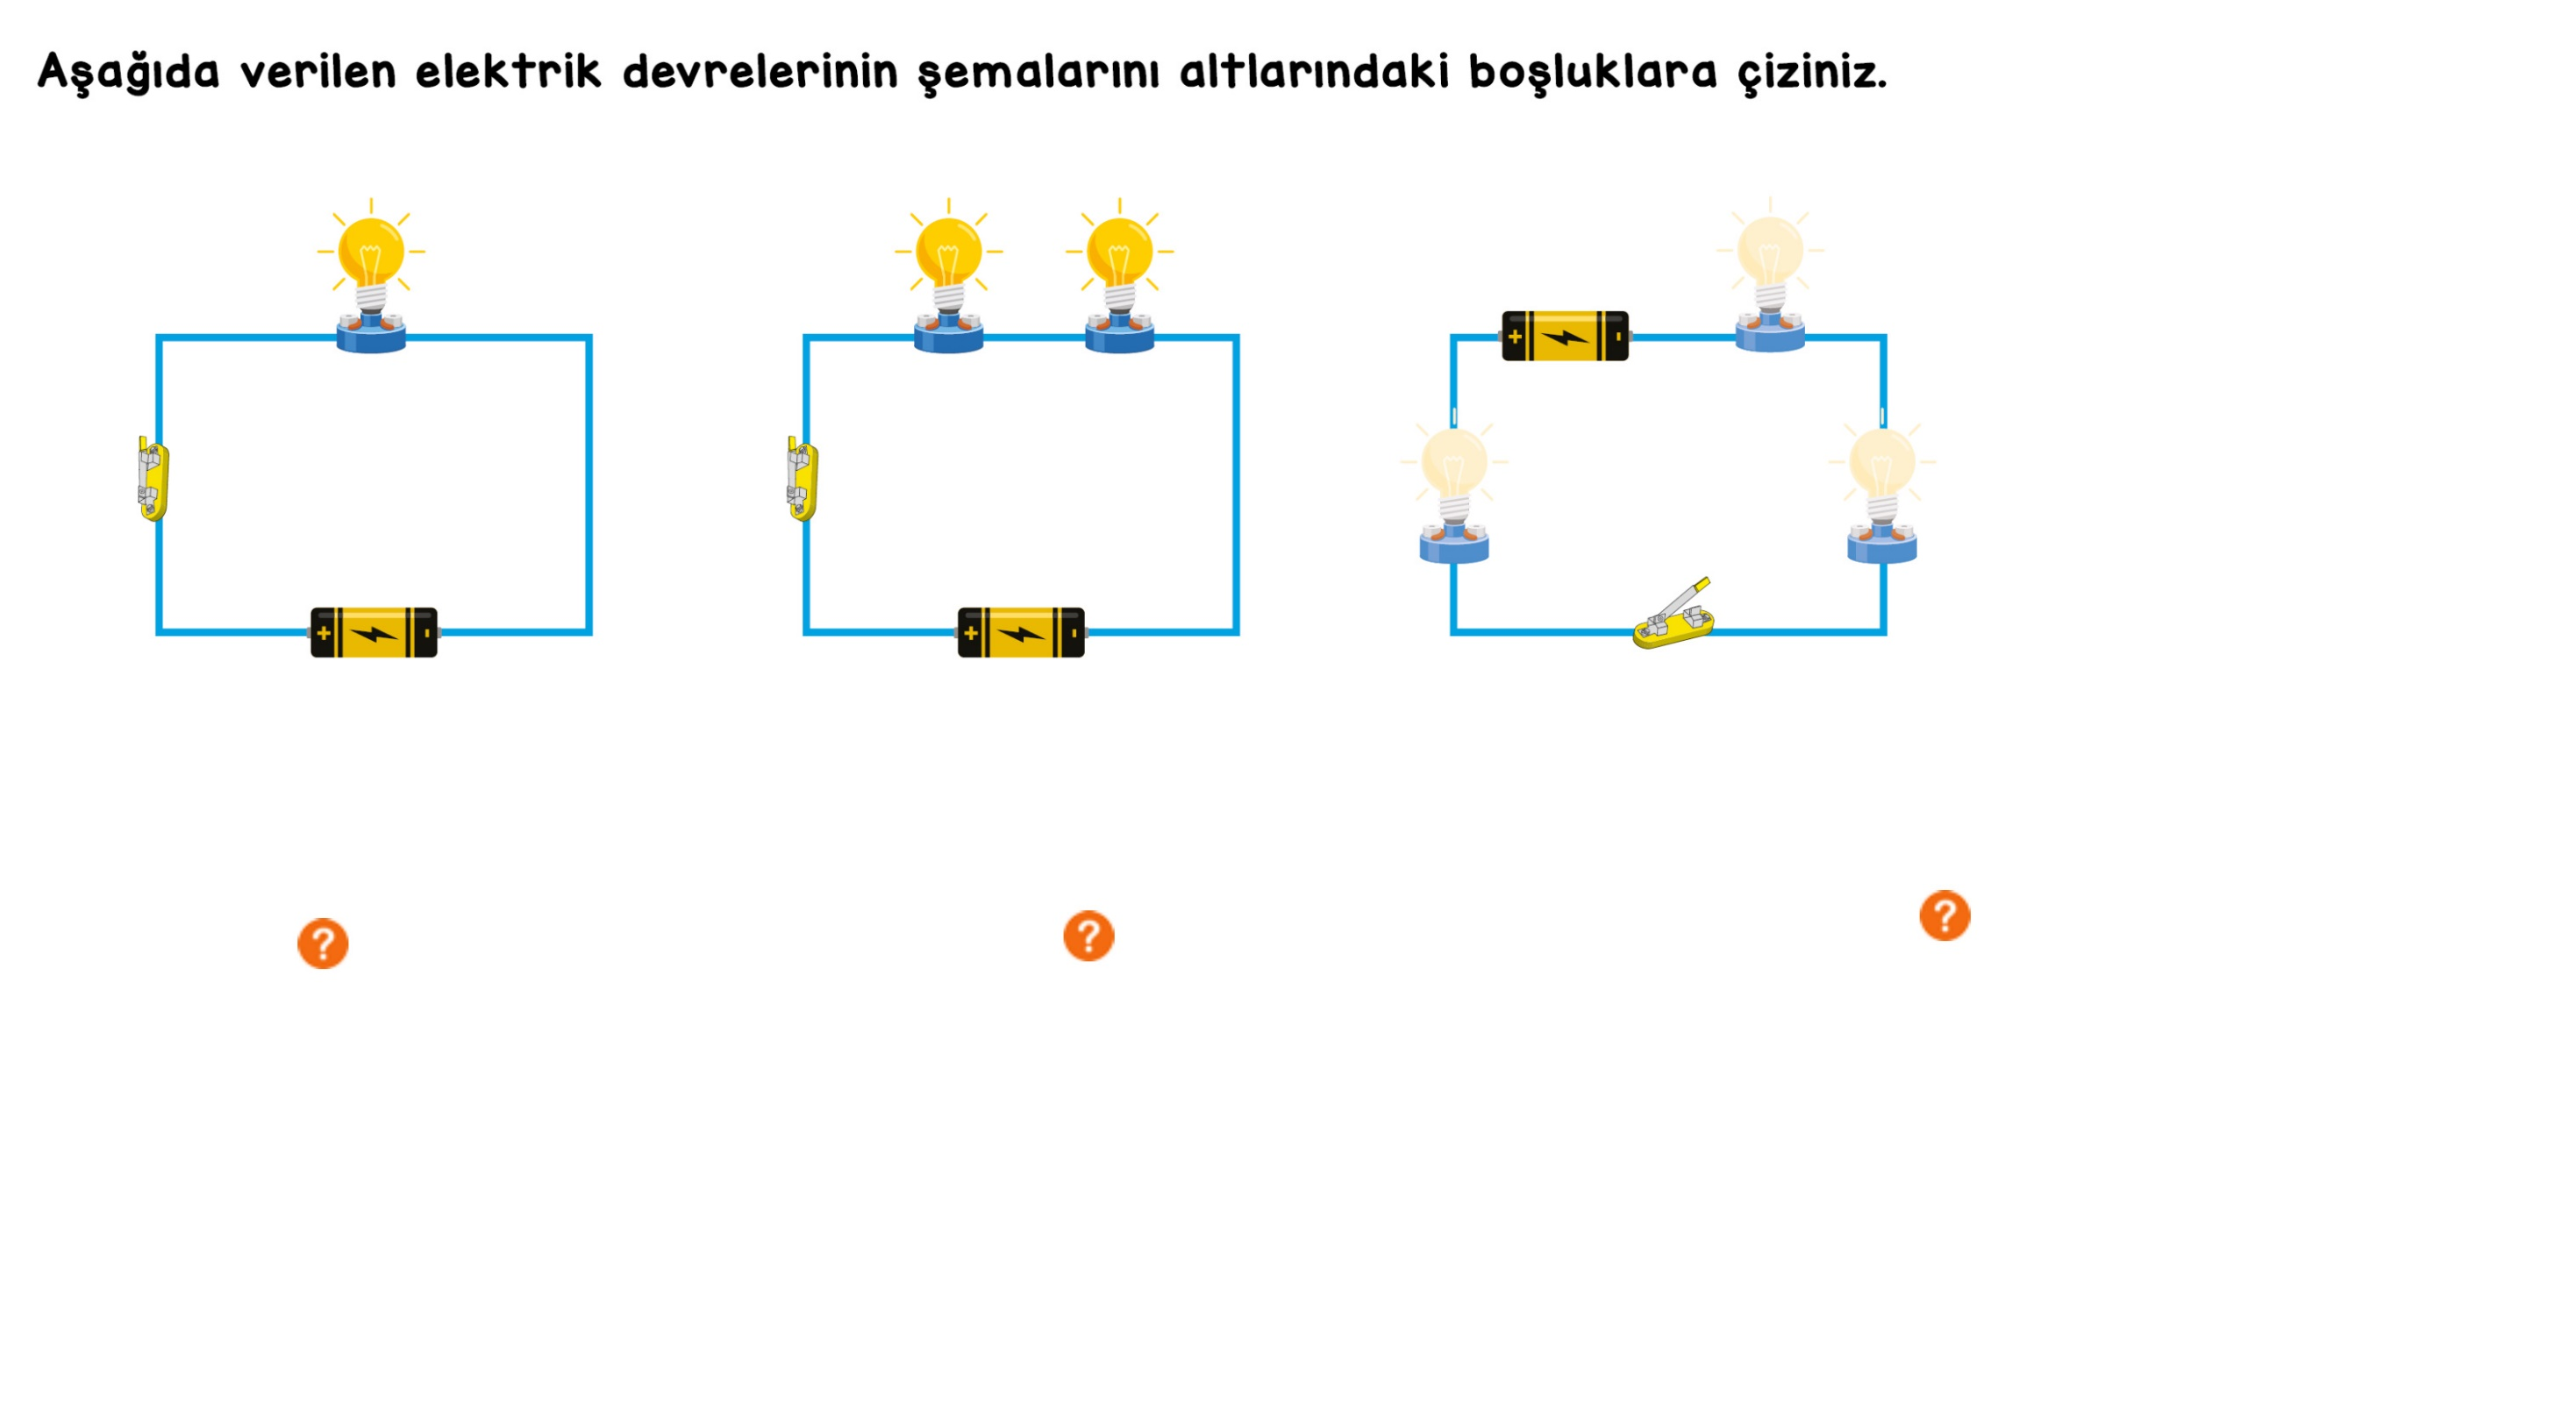 Aşağıda verilen elektrik devrelerinin şemalarını altlarındaki boşluklara çiziniz.
+ -
+ -
+ -
? ? ?